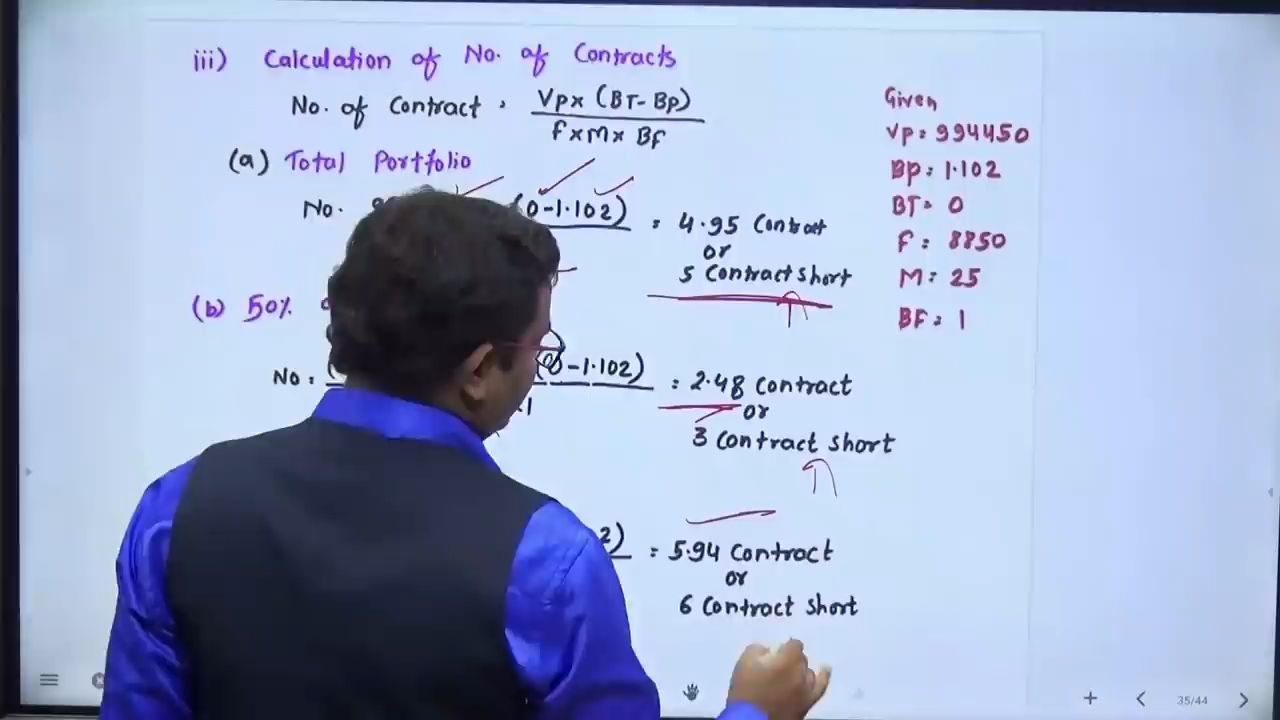 iii) Calculation of No. of Contracts
No. of Contract = Vp x (BT - Bp)
F x M x BF
(a) Total Portfolio
No. (0 - 1.102) = 4.95 Contract
or
5 Contract short
(b) 50%
No = (0 - 1.102) = 2.48 contract
.1
or
3 contract short
2) = 5.94 contract
or
6 contract short
Given
Vp = 994450
Bp = 1.102
BT = 0
F = 8850
M = 25
BF = 1
35/44